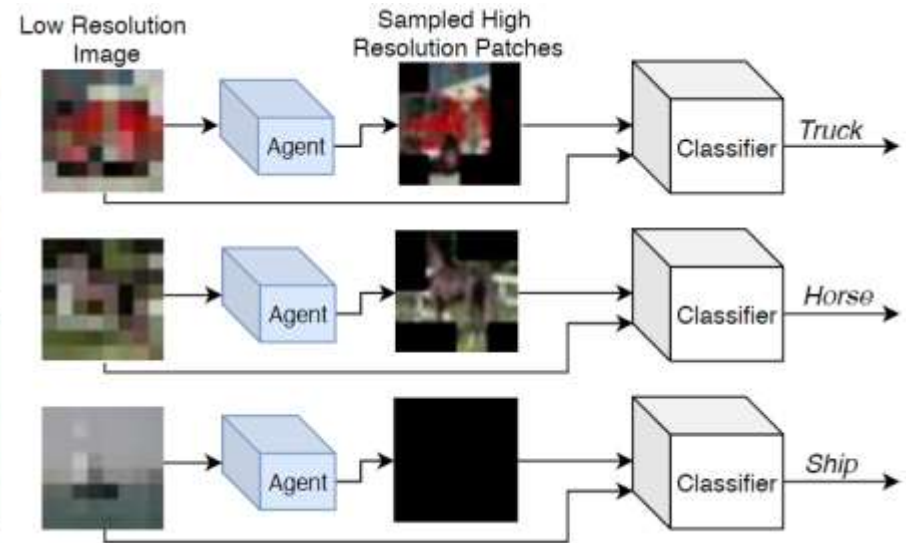 Low Resolution
Image
Sampled High
Resolution Patches
Agent
Classifier
Truck
Agent
Classifier
Horse
Agent
Classifier
Ship